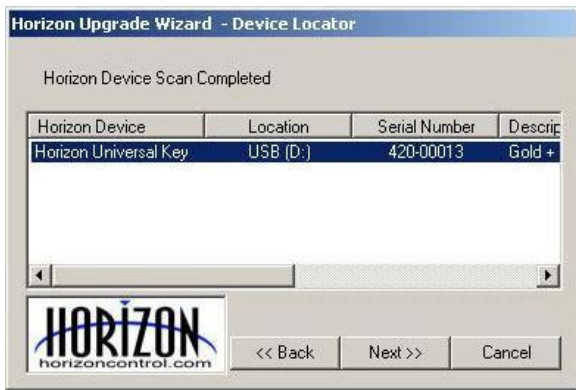 Horizon Upgrade Wizard - Device Locator
Horizon Device Scan Completed
Horizon Device Location Serial Number Descrip
Horizon Universal Key USB (D:) 420-00013 Gold +
HORIZON
horizoncontrol.com
<< Back Next >> Cancel